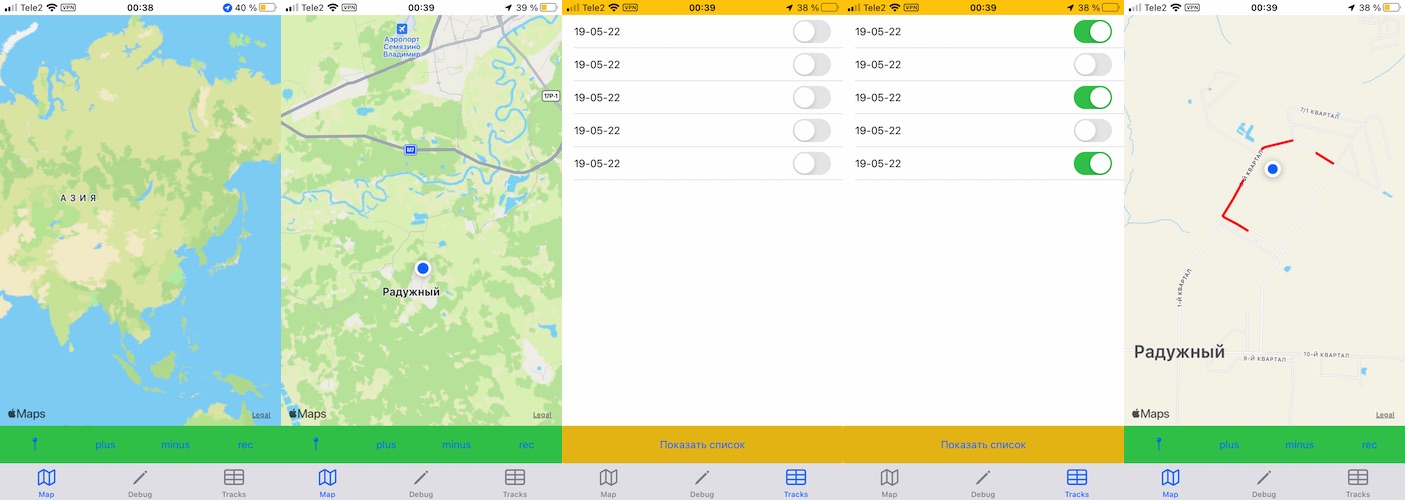 Tele2 VPN 00:38 40 %
АЗИЯ
Maps Legal
plus minus rec
Map Debug Tracks
Tele2 VPN 00:39 39 %
Аэропорт
Семязино
Владимир
17Р-1
М7
Радужный
Maps Legal
plus minus rec
Map Debug Tracks
Tele2 VPN 00:39 38 %
19-05-22
19-05-22
19-05-22
19-05-22
19-05-22
Показать список
Map Debug Tracks
Tele2 VPN 00:39 38 %
19-05-22
19-05-22
19-05-22
19-05-22
19-05-22
Показать список
Map Debug Tracks
Tele2 VPN 00:39 38 %
7/1 КВАРТАЛ
КВАРТАЛ
1-Й КВАРТАЛ
Радужный
9-Й КВАРТАЛ
10-Й КВАРТАЛ
Maps Legal
plus minus rec
Map Debug Tracks